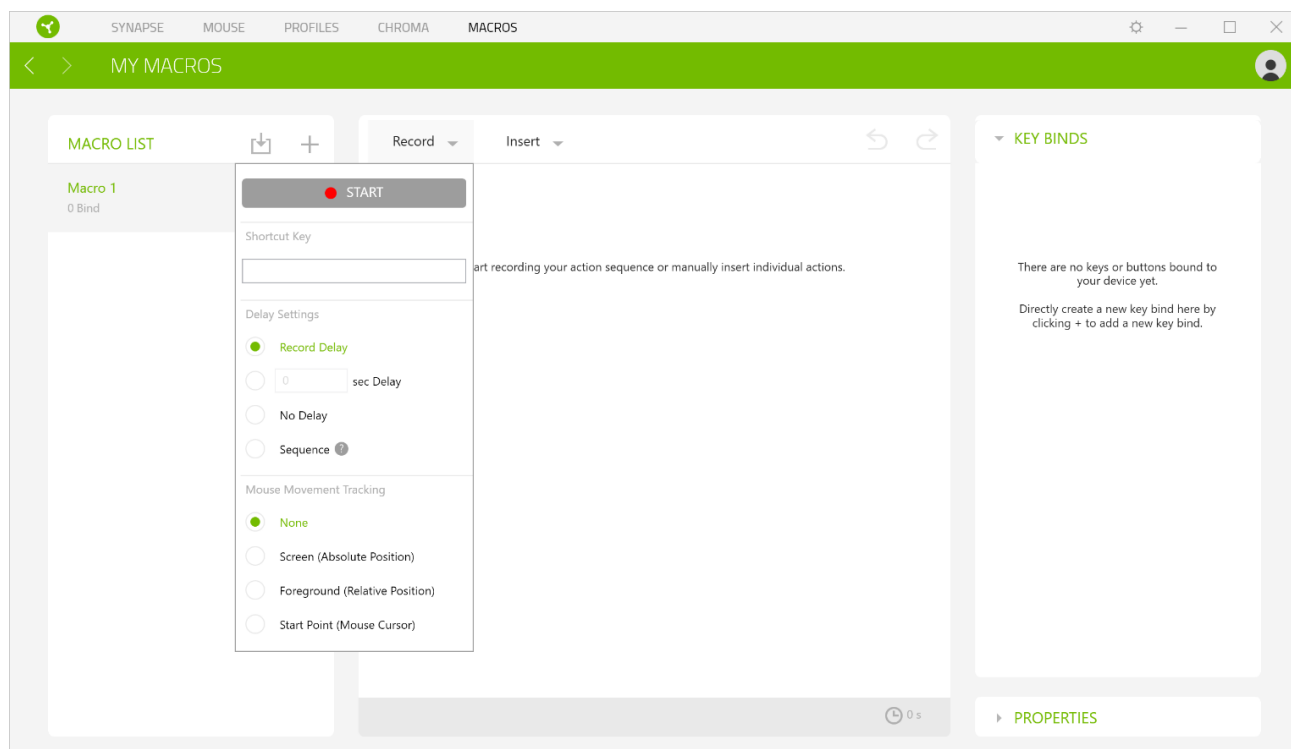 SYNAPSE MOUSE PROFILES CHROMA MACROS
MY MACROS
MACRO LIST
Macro 1
0 Bind
Record
Insert
START
Shortcut Key
Delay Settings
Record Delay
0 sec Delay
No Delay
Sequence ?
Mouse Movement Tracking
None
Screen (Absolute Position)
Foreground (Relative Position)
Start Point (Mouse Cursor)
art recording your action sequence or manually insert individual actions.
0 s
KEY BINDS
There are no keys or buttons bound to
your device yet.
Directly create a new key bind here by
clicking + to add a new key bind.
PROPERTIES